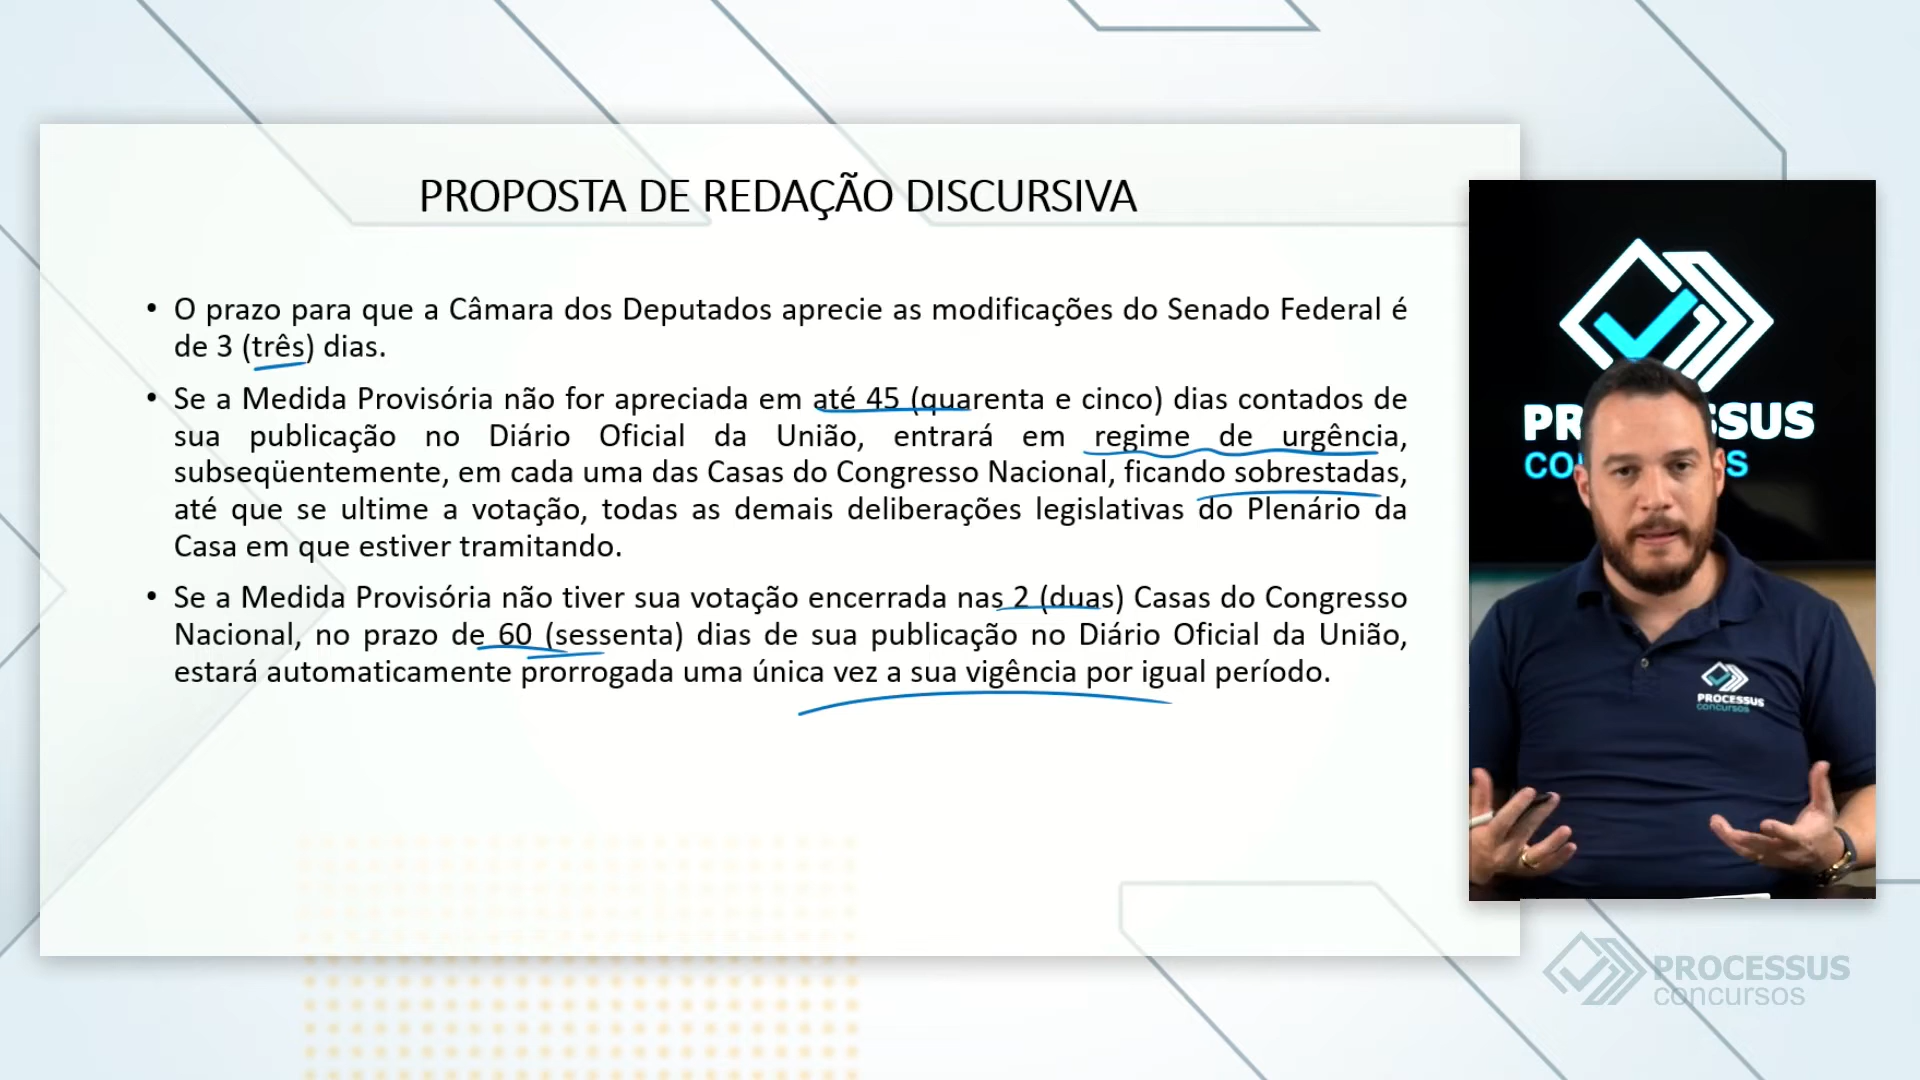 PROPOSTA DE REDAÇÃO DISCURSIVA
• O prazo para que a Câmara dos Deputados aprecie as modificações do Senado Federal é
de 3 (três) dias.
• Se a Medida Provisória não for apreciada em até 45 (quarenta e cinco) dias contados de
sua publicação no Diário Oficial da União, entrará em regime de urgência,
subseqüentemente, em cada uma das Casas do Congresso Nacional, ficando sobrestadas,
até que se ultime a votação, todas as demais deliberações legislativas do Plenário da
Casa em que estiver tramitando.
• Se a Medida Provisória não tiver sua votação encerrada nas 2 (duas) Casas do Congresso
Nacional, no prazo de 60 (sessenta) dias de sua publicação no Diário Oficial da União,
estará automaticamente prorrogada uma única vez a sua vigência por igual período.
PR SSUS
CO S
PROCESSUS
concursos
PROCESSUS
concursos